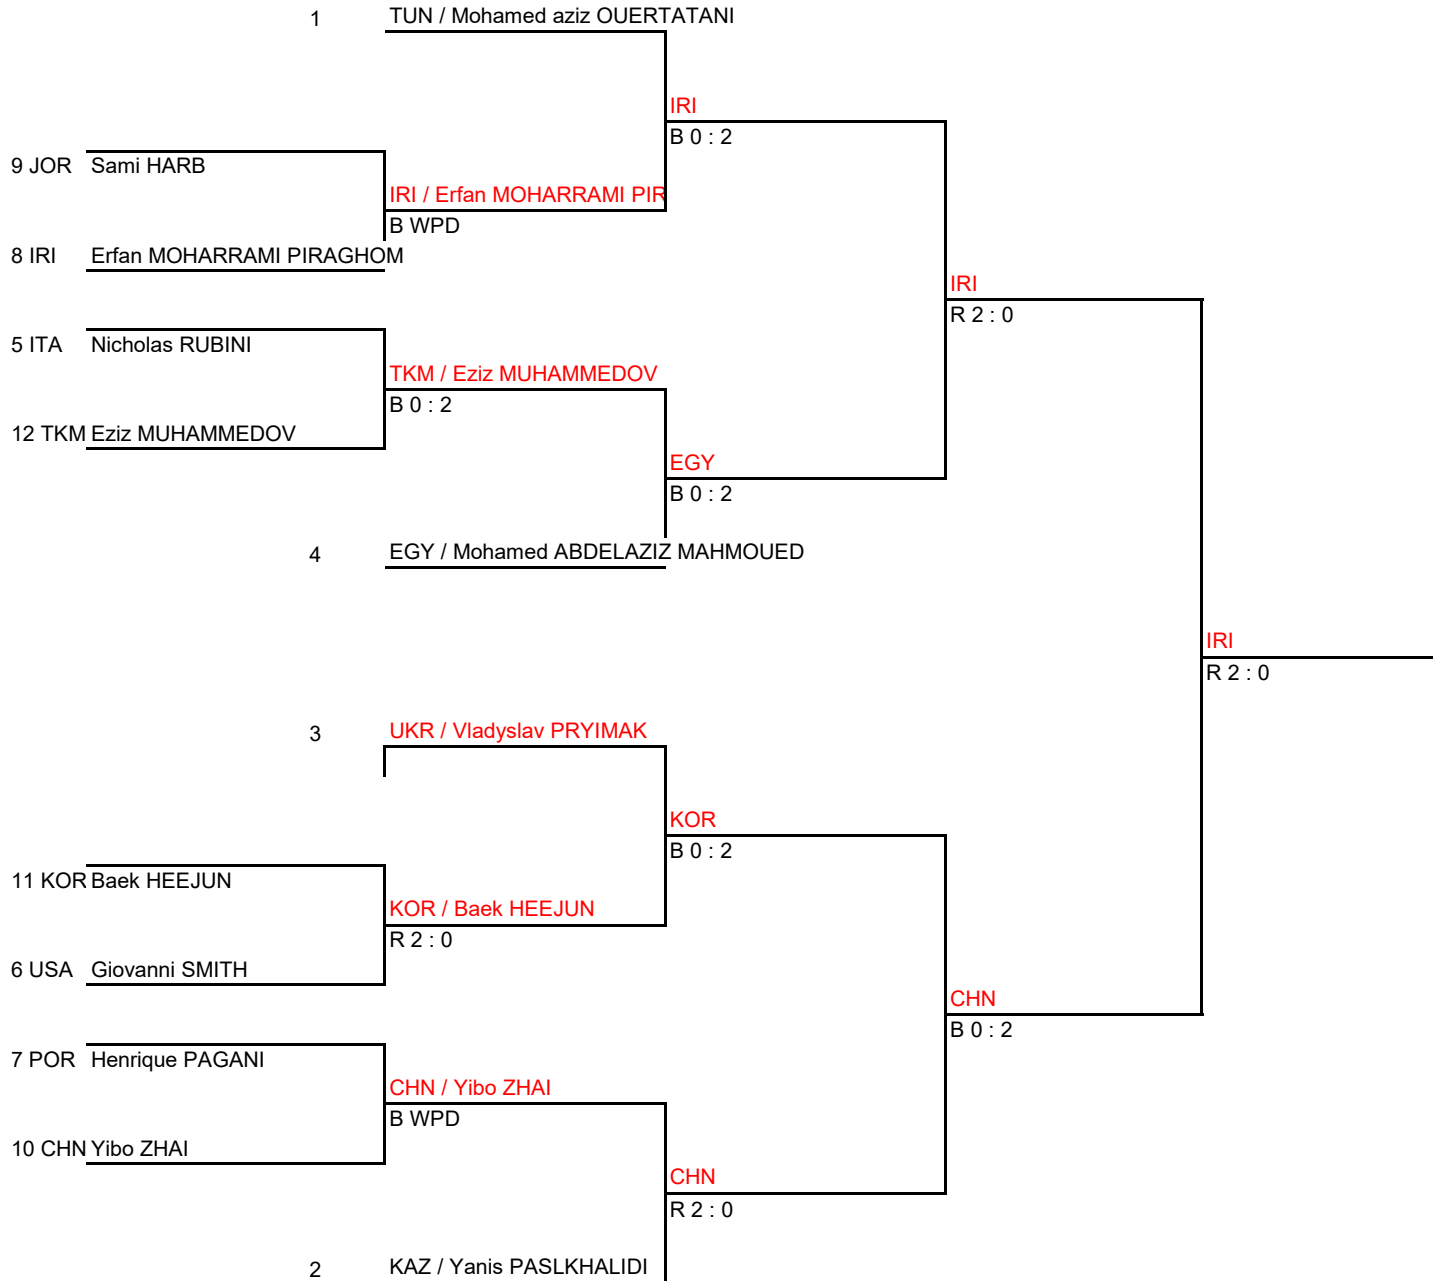 1 TUN / Mohamed aziz OUERTATANI
IRI
B 0 : 2
9 JOR Sami HARB
IRI / Erfan MOHARRAMI PIR
B WPD
8 IRI Erfan MOHARRAMI PIRAGHOM
IRI
R 2 : 0
5 ITA Nicholas RUBINI
TKM / Eziz MUHAMMEDOV
B 0 : 2
12 TKM Eziz MUHAMMEDOV
EGY
B 0 : 2
4 EGY / Mohamed ABDELAZIZ MAHMOUED
IRI
R 2 : 0
3 UKR / Vladyslav PRYIMAK
KOR
B 0 : 2
11 KOR Baek HEEJUN
KOR / Baek HEEJUN
R 2 : 0
6 USA Giovanni SMITH
CHN
B 0 : 2
7 POR Henrique PAGANI
CHN / Yibo ZHAI
B WPD
10 CHN Yibo ZHAI
CHN
R 2 : 0
2 KAZ / Yanis PASLKHALIDI